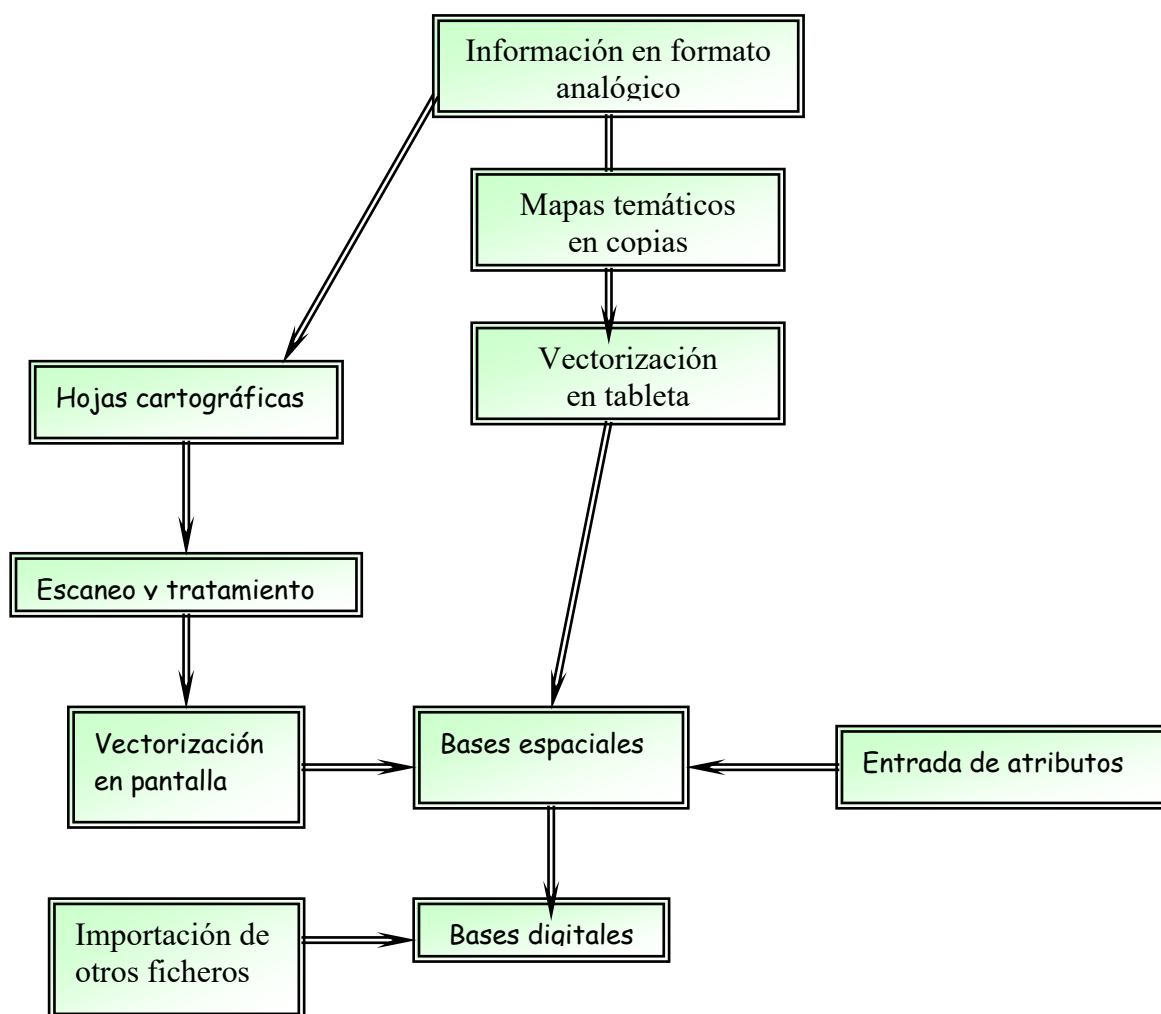 Información en formato
analógico
Mapas temáticos
en copias
Vectorización
en tableta
Hojas cartográficas
Escaneo y tratamiento
Vectorización
en pantalla
Bases espaciales
Entrada de atributos
Importación de
otros ficheros
Bases digitales